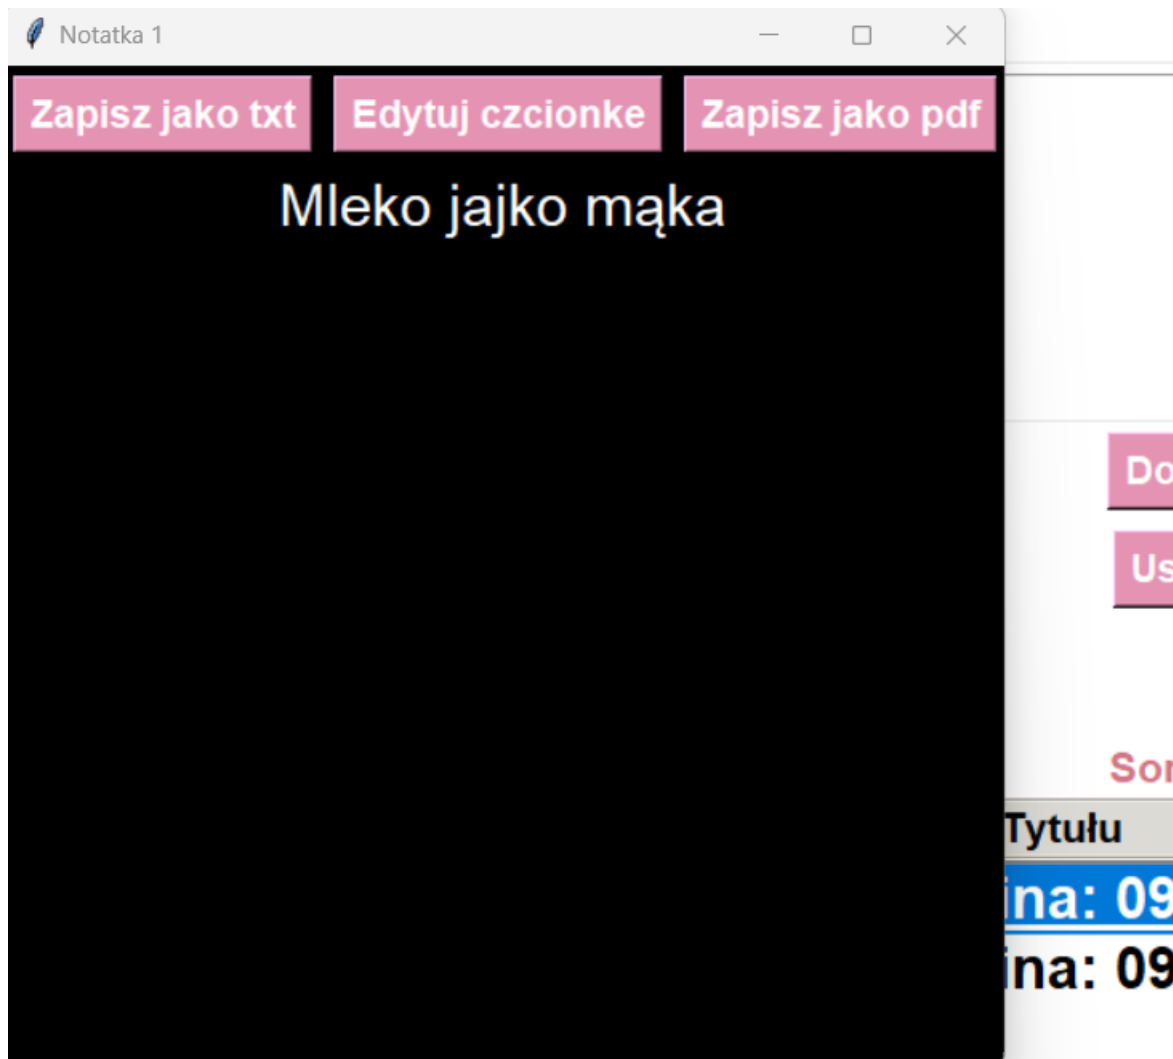 Notatka 1
Zapisz jako txt Edytuj czcionke Zapisz jako pdf
Mleko jajko mąka
Do
Us
Sor
Tytułu
ina: 09
ina: 09